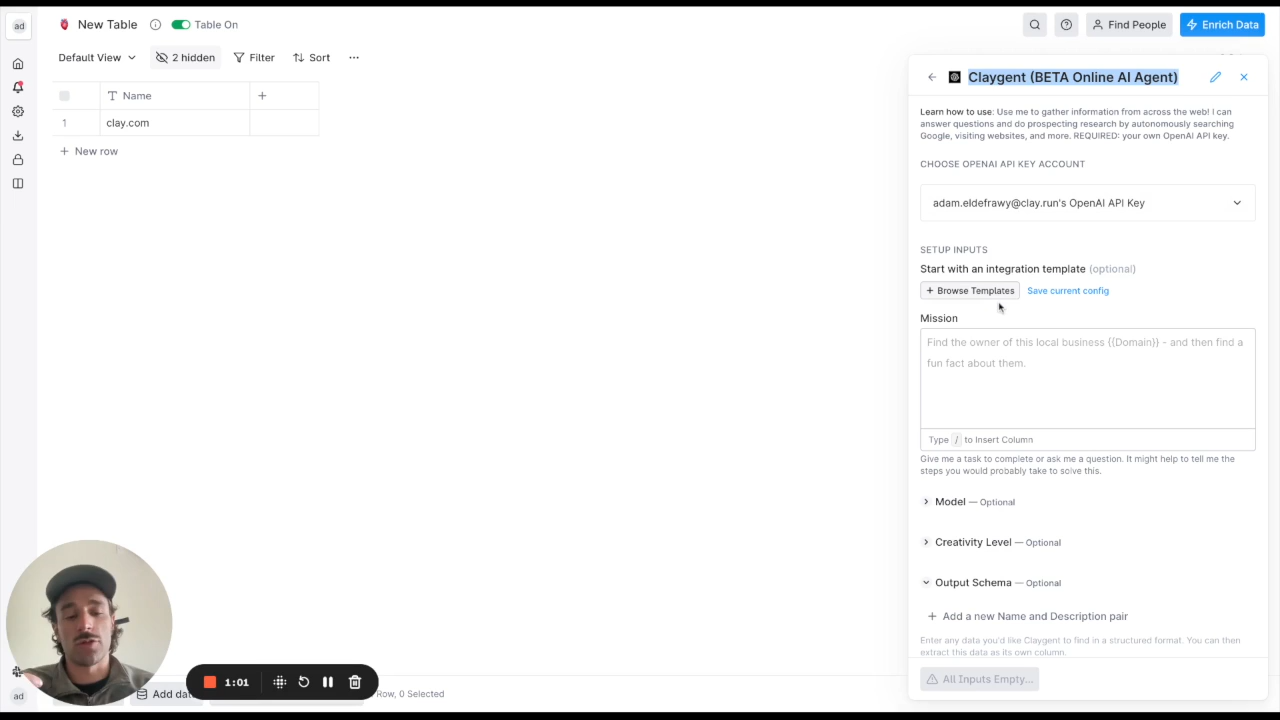 ad
New Table
Table On
Find People
Enrich Data
Default View
2 hidden
Filter
Sort
Name
1
clay.com
New row
Claygent (BETA Online AI Agent)
Learn how to use: Use me to gather information from across the web! I can
answer questions and do prospecting research by autonomously searching
Google, visiting websites, and more. REQUIRED: your own OpenAI API key.
CHOOSE OPENAI API KEY ACCOUNT
adam.eldefrawy@clay.run's OpenAI API Key
SETUP INPUTS
Start with an integration template (optional)
+ Browse Templates
Save current config
Mission
Find the owner of this local business {{Domain}} - and then find a
fun fact about them.
Type / to Insert Column
Give me a task to complete or ask me a question. It might help to tell me the
steps you would probably take to solve this.
Model — Optional
Creativity Level — Optional
Output Schema — Optional
+ Add a new Name and Description pair
Enter any data you'd like Claygent to find in a structured format. You can then
extract this data as its own column.
All Inputs Empty...
1:01
ad
Add dat
Row, 0 Selected